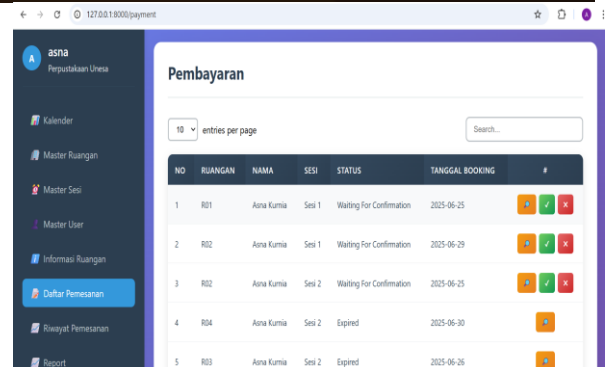 127.0.0.1:8000/payment
A
A
asna
Perpustakaan Unesa
Kalender
Master Ruangan
Master Sesi
Master User
Informasi Ruangan
Daftar Pemesanan
Riwayat Pemesanan
Report
Pembayaran
10 entries per page
Search...
NO RUANGAN NAMA SESI STATUS TANGGAL BOOKING #
1 R01 Asna Kurnia Sesi 1 Waiting For Confirmation 2025-06-25 ✓ X
2 R02 Asna Kurnia Sesi 1 Waiting For Confirmation 2025-06-29 ✓ X
3 R02 Asna Kurnia Sesi 2 Waiting For Confirmation 2025-06-25 ✓ X
4 R04 Asna Kurnia Sesi 2 Expired 2025-06-30
5 R03 Asna Kurnia Sesi 2 Expired 2025-06-26